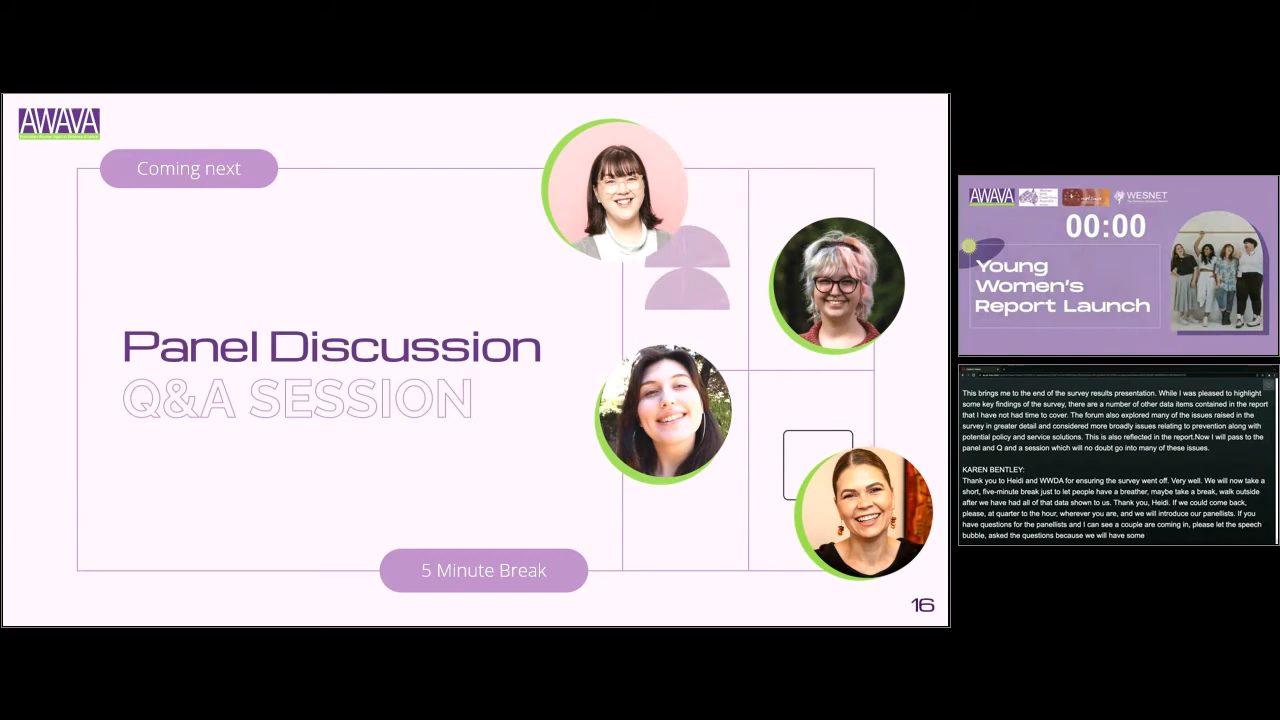 AWAVA
Coming next
Panel Discussion
Q&A SESSION
5 Minute Break
16
AWAVA
WESNET
00:00
Young
Women's
Report Launch
This brings me to the end of the survey results presentation. While I was pleased to highlight
some key findings of the survey, there are a number of other data items contained in the report
that I have not had time to cover. The forum also explored many of the issues raised in the
survey in greater detail and considered more broadly issues relating to prevention along with
potential policy and service solutions. This is also reflected in the report.Now I will pass to the
panel and Q and a session which will no doubt go into many of these issues.
KAREN BENTLEY:
Thank you to Heidi and WWDA for ensuring the survey went off. Very well. We will now take a
short, five-minute break just to let people have a breather, maybe take a break, walk outside
after we have had all of that data shown to us. Thank you, Heidi. If we could come back,
please, at quarter to the hour, wherever you are, and we will introduce our panellists. If you
have questions for the panellists and I can see a couple are coming in, please let the speech
bubble, asked the questions because we will have some